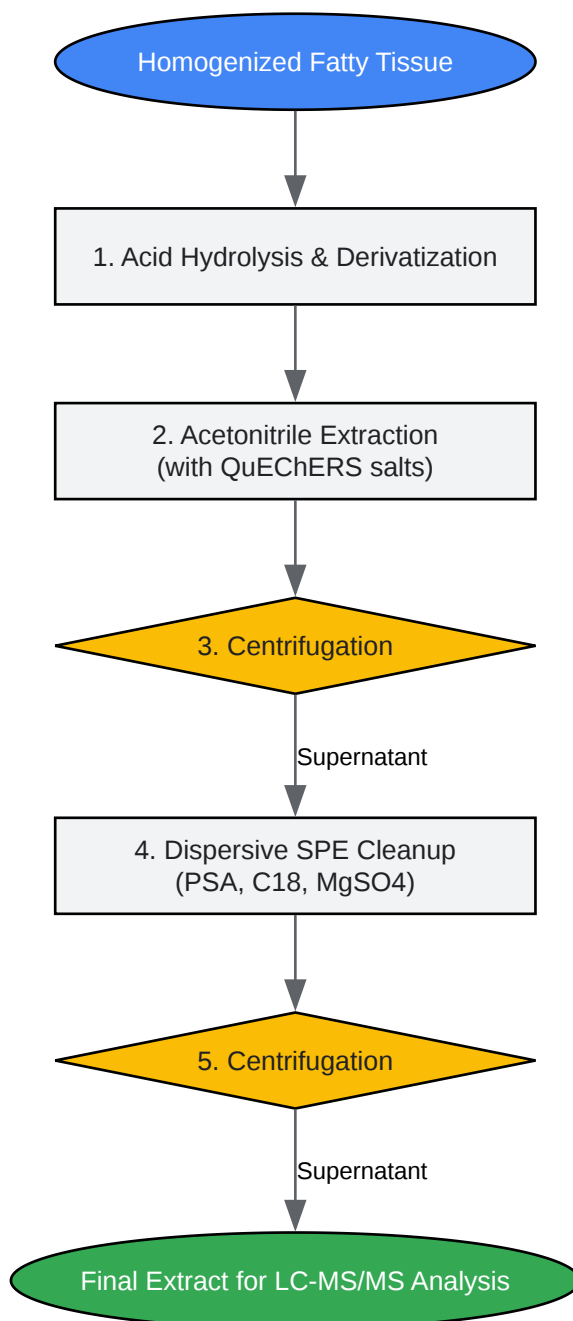 Homogenized Fatty Tissue
1. Acid Hydrolysis & Derivatization
2. Acetonitrile Extraction
(with QuEChERS salts)
3. Centrifugation
Supernatant
4. Dispersive SPE Cleanup
(PSA, C18, MgSO4)
5. Centrifugation
Supernatant
Final Extract for LC-MS/MS Analysis